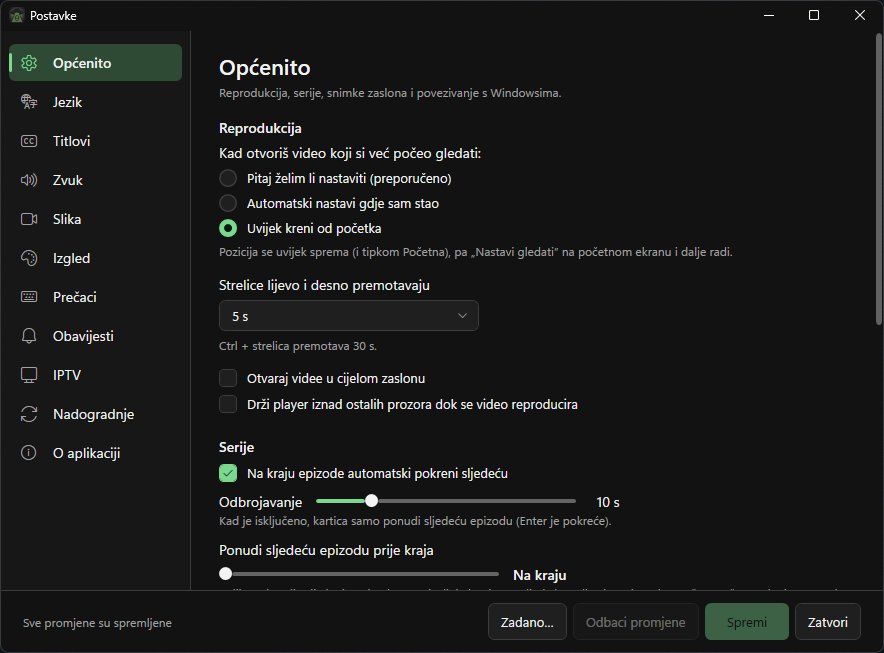 Postavke
Općenito
Jezik
Titlovi
Zvuk
Slika
Izgled
Prečaci
Obavijesti
IPTV
Nadogradnje
O aplikaciji
Općenito
Reprodukcija, serije, snimke zaslona i povezivanje s Windowsima.
Reprodukcija
Kad otvoriš video koji si već počeo gledati:
Pitaj želim li nastaviti (preporučeno)
Automatski nastavi gdje sam stao
Uvijek kreni od početka
Pozicija se uvijek sprema (i tipkom Početna), pa „Nastavi gledati” na početnom ekranu i dalje radi.
Strelice lijevo i desno premotavaju
5 s
Ctrl + strelica premotava 30 s.
Otvaraj videe u cijelom zaslonu
Drži player iznad ostalih prozora dok se video reproducira
Serije
Na kraju epizode automatski pokreni sljedeću
Odbrojavanje 10 s
Kad je isključeno, kartica samo ponudi sljedeću epizodu (Enter je pokreće).
Ponudi sljedeću epizodu prije kraja
Na kraju
Sve promjene su spremljene
Zadano... Odbaci promjene Spremi Zatvori